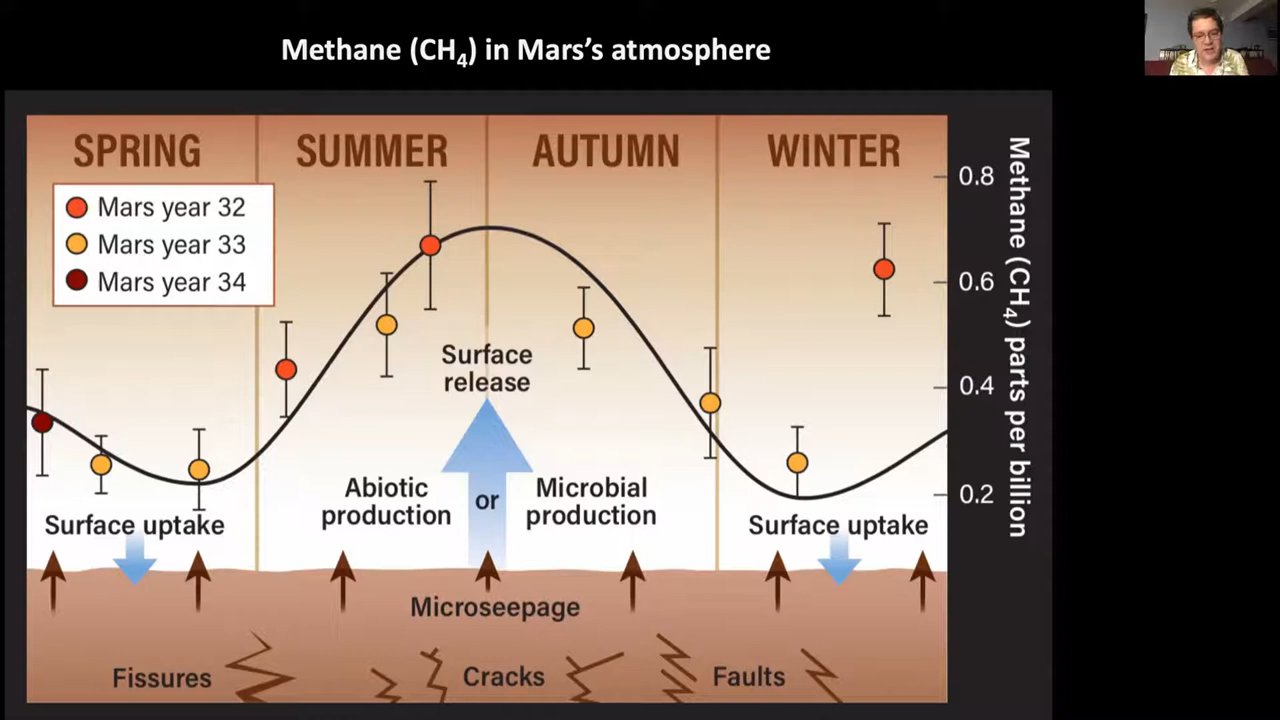 Methane (CH₄) in Mars's atmosphere
SPRING
SUMMER
AUTUMN
WINTER
Mars year 32
Mars year 33
Mars year 34
0.8
0.6
0.4
0.2
Methane (CH₄) parts per billion
Surface
release
Abiotic
production
or
Microbial
production
Surface uptake
Surface uptake
Microseepage
Fissures
Cracks
Faults